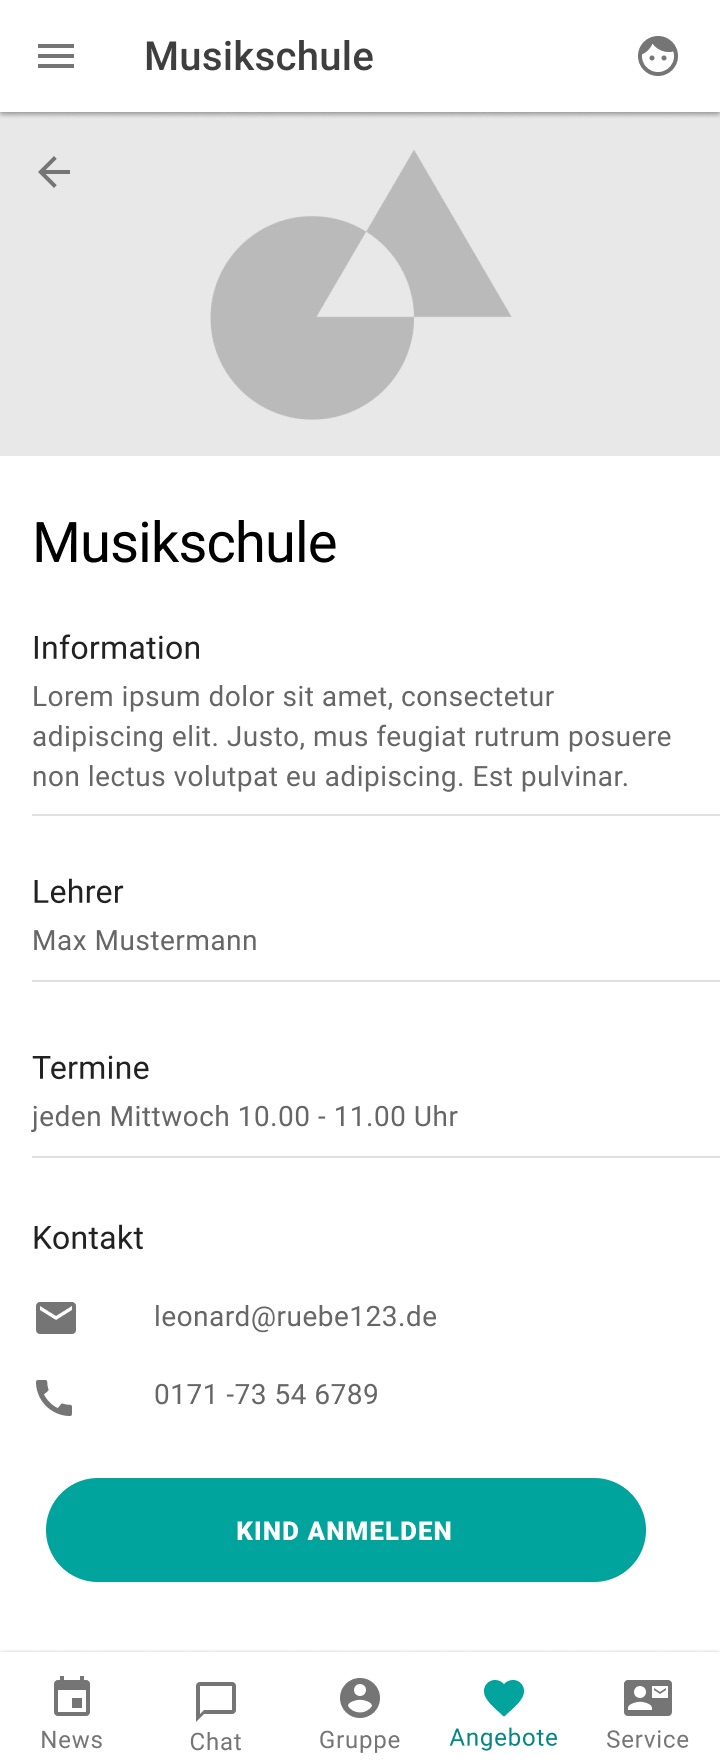 Musikschule
Musikschule
Information
Lorem ipsum dolor sit amet, consectetur
adipiscing elit. Justo, mus feugiat rutrum posuere
non lectus volutpat eu adipiscing. Est pulvinar.
Lehrer
Max Mustermann
Termine
jeden Mittwoch 10.00 - 11.00 Uhr
Kontakt
leonard@ruebe123.de
0171 -73 54 6789
KIND ANMELDEN
News
Chat
Gruppe
Angebote
Service